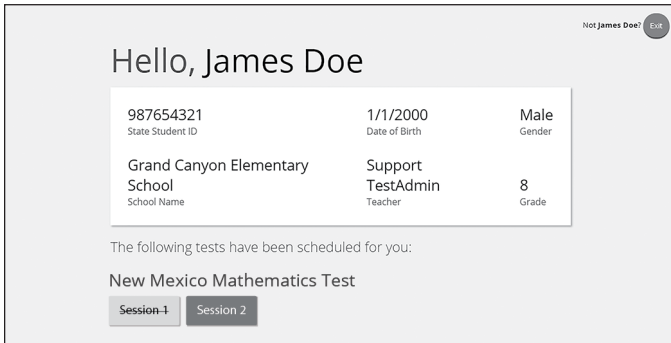 Not James Doe? Exit
Hello, James Doe
987654321 1/1/2000 Male
State Student ID Date of Birth Gender
Grand Canyon Elementary Support
School TestAdmin 8
School Name Teacher Grade
The following tests have been scheduled for you:
New Mexico Mathematics Test
Session 1 Session 2